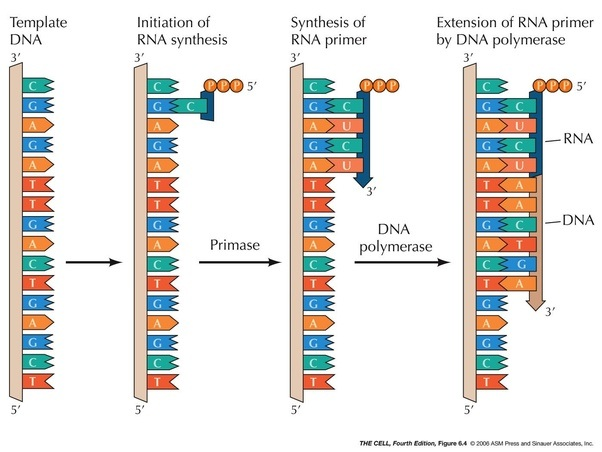 Template
DNA
3′
C
G
A
G
A
T
T
G
A
C
T
G
A
G
C
T
5′
Initiation of
RNA synthesis
3′
C P P P 5′
G C
A
G
A
T
T
G
A
C
T
G
A
G
C
T
5′
Primase
Synthesis of
RNA primer
3′
C P P P
G C
A U
G C
A U
T
3′
T
G
A
C
T
G
A
G
C
T
5′
DNA
polymerase
Extension of RNA primer
by DNA polymerase
3′
C P P P 5′
G C
A U
RNA
G C
A U
T A
T A
G C
DNA
A T
C G
T A
G
3′
A
G
C
T
5′
THE CELL, Fourth Edition, Figure 6.4 © 2006 ASM Press and Sinauer Associates, Inc.